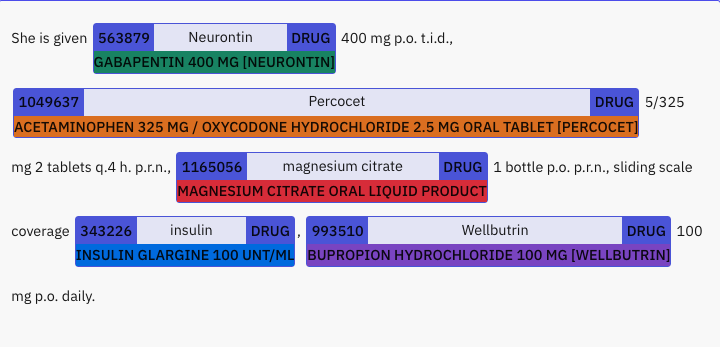 She is given 563879 Neurontin DRUG 400 mg p.o. t.i.d.,
GABAPENTIN 400 MG [NEURONTIN]
1049637 Percocet DRUG 5/325
ACETAMINOPHEN 325 MG / OXYCODONE HYDROCHLORIDE 2.5 MG ORAL TABLET [PERCOCET]
mg 2 tablets q.4 h. p.r.n., 1165056 magnesium citrate DRUG 1 bottle p.o. p.r.n., sliding scale
MAGNESIUM CITRATE ORAL LIQUID PRODUCT
coverage 343226 insulin DRUG , 993510 Wellbutrin DRUG 100
INSULIN GLARGINE 100 UNT/ML BUPROPION HYDROCHLORIDE 100 MG [WELLBUTRIN]
mg p.o. daily.